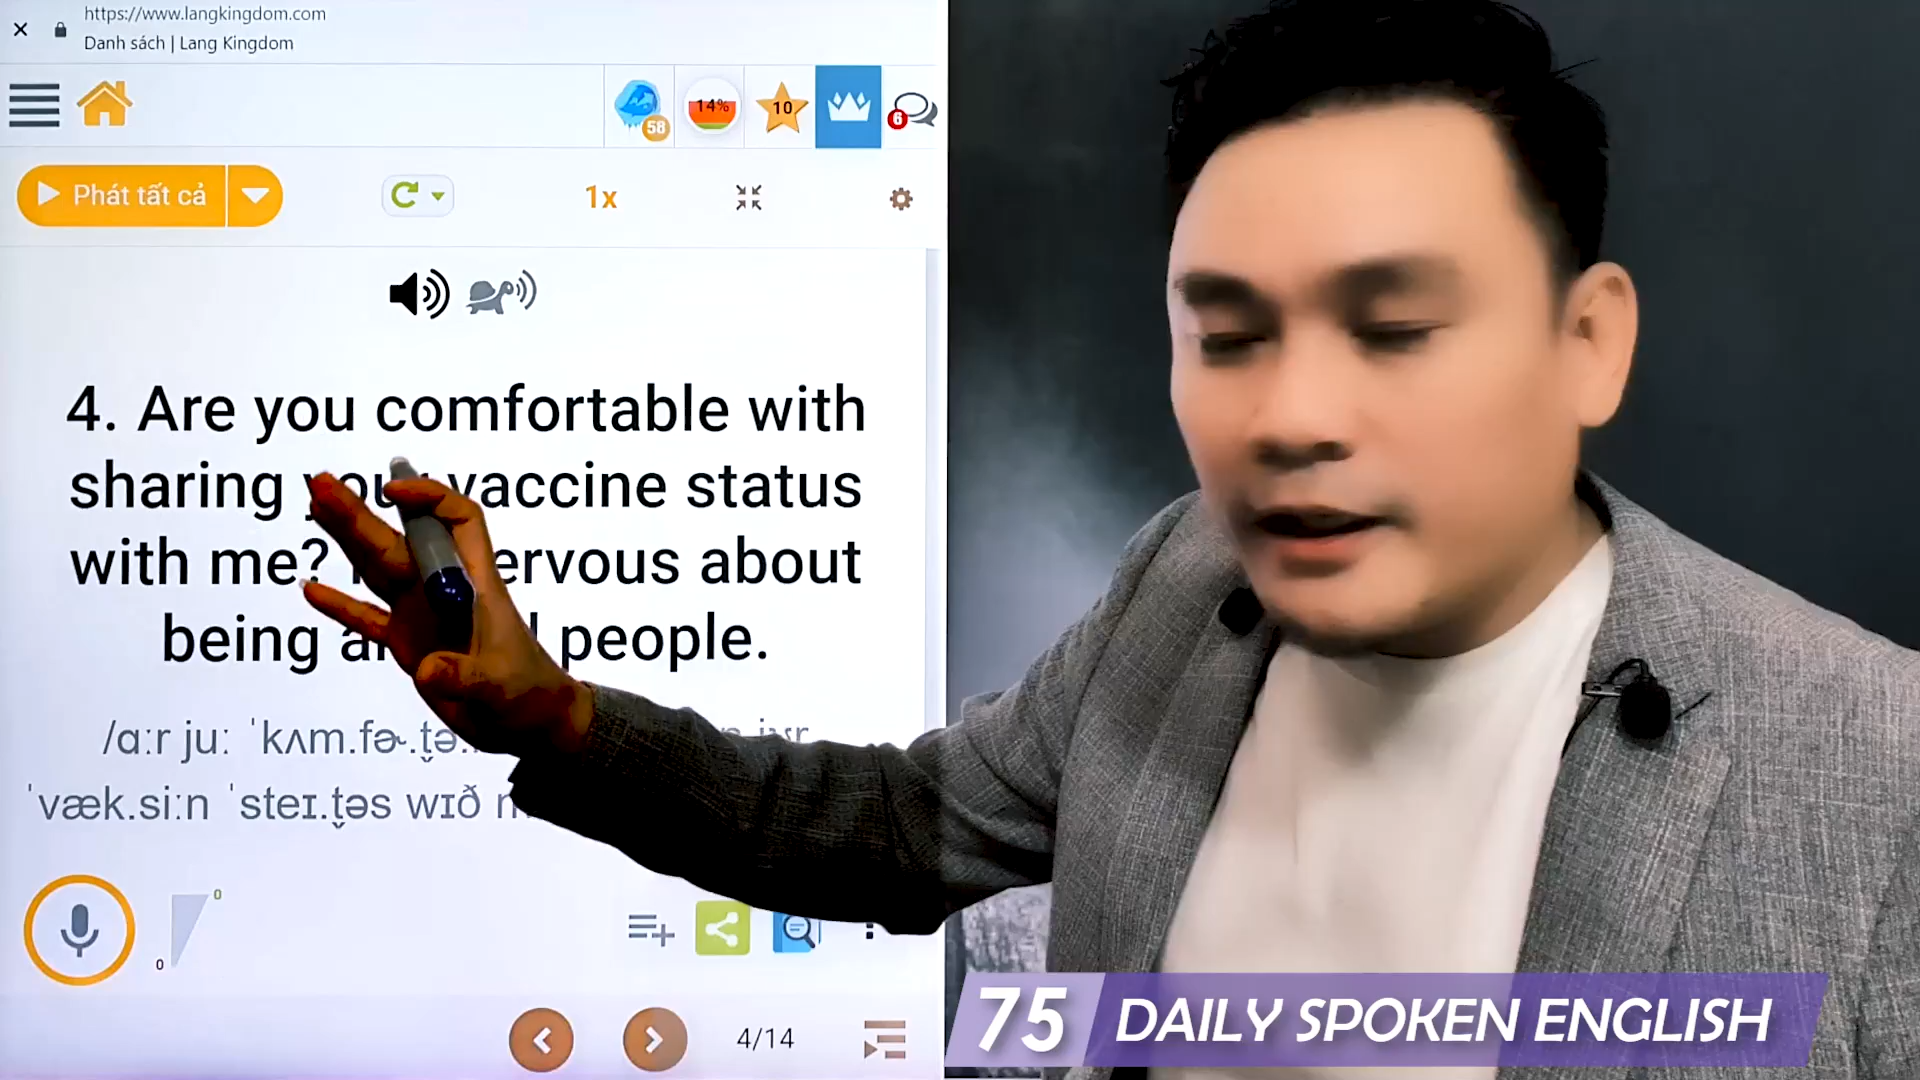 https://www.langkingdom.com
Danh sách | Lang Kingdom
58
14%
10
6
Phát tất cả
1x
4. Are you comfortable with
sharing your vaccine status
with me? ervous about
being people.
/ɑːr juː ˈkʌm.fɚ.t̬ə
ˈvæk.siːn ˈsteɪ.t̬əs wɪð
0
0
4/14
75 DAILY SPOKEN ENGLISH